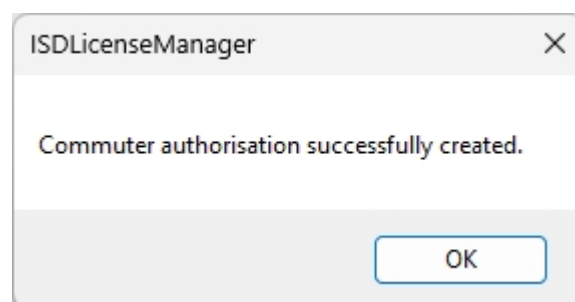 ISDLicenseManager
Commuter authorisation successfully created.
OK